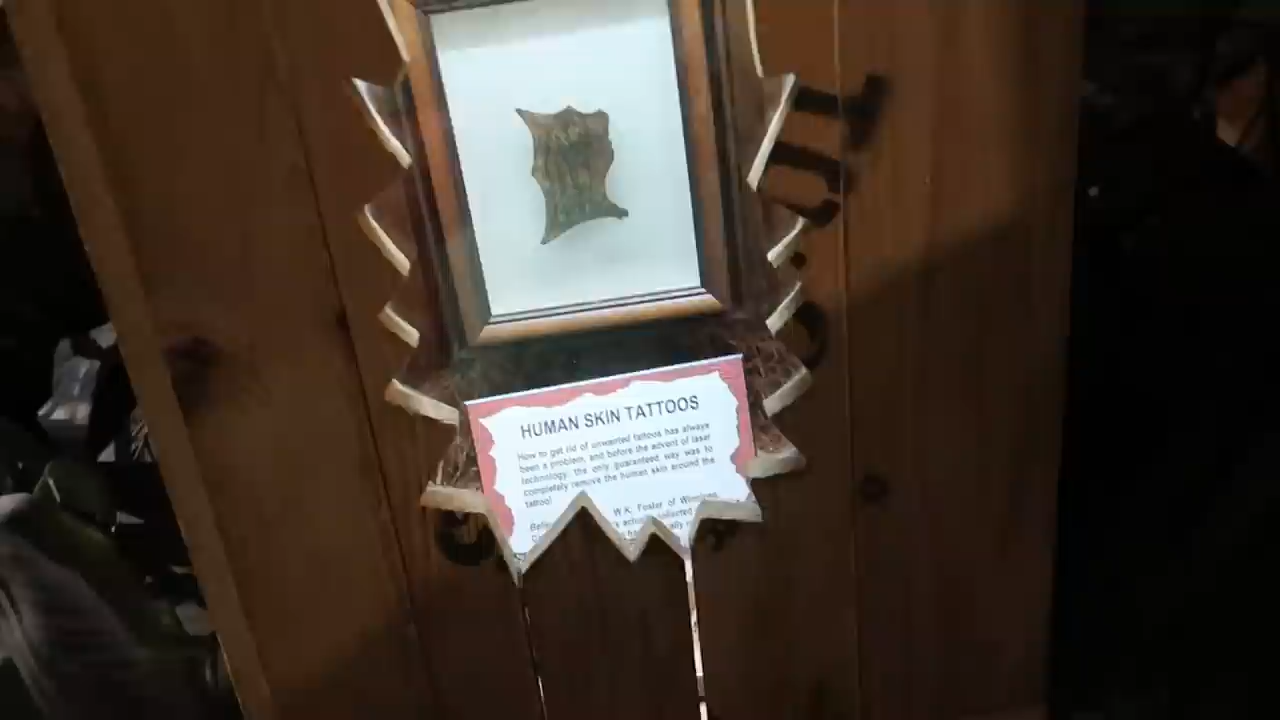 HUMAN SKIN TATTOOS
How to get rid of unwanted tattoos has always
been a problem, and before the advent of laser
technology, the only guaranteed way was to
completely remove the human skin around the
tattoo!
W.K. Foster of
collected